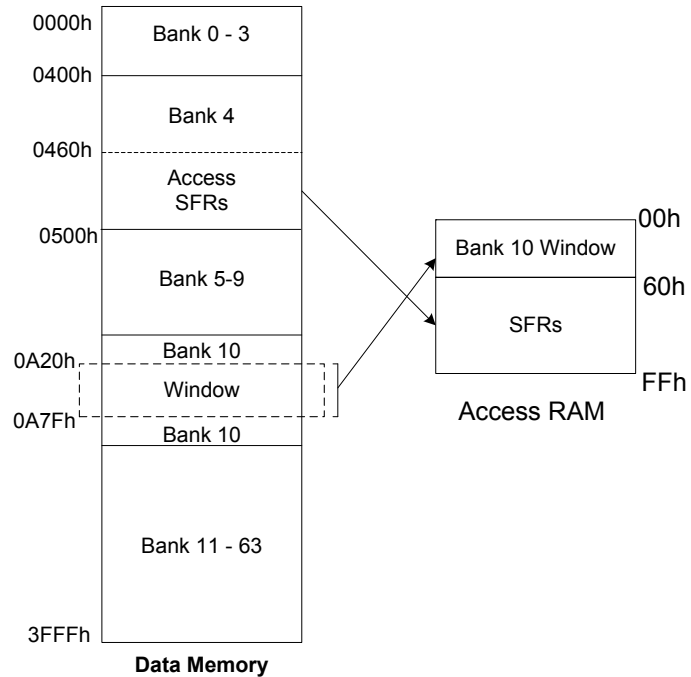 0000h
Bank 0 - 3
0400h
Bank 4
0460h
Access
SFRs
0500h
Bank 5-9
Bank 10
0A20h
Window
0A7Fh
Bank 10
Bank 11 - 63
3FFFh
Data Memory
00h
Bank 10 Window
60h
SFRs
FFh
Access RAM